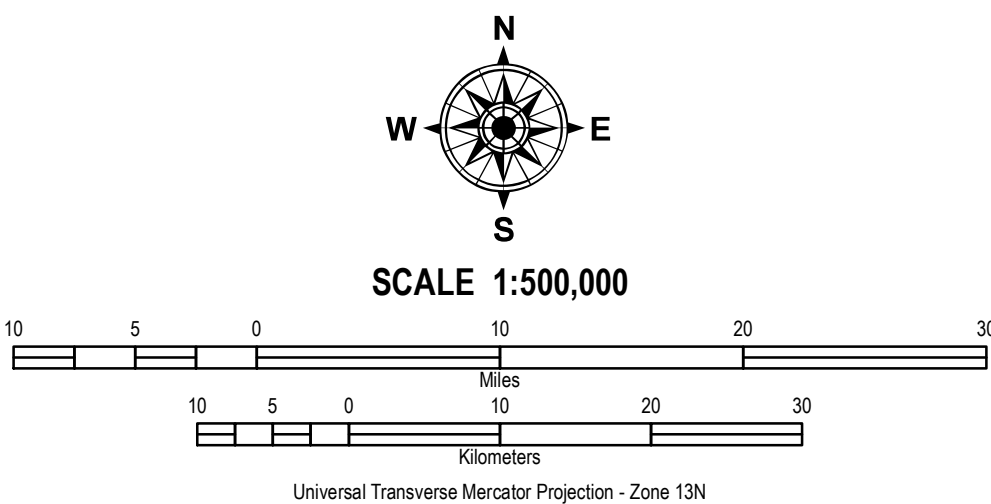 N
W E
S
SCALE 1:500,000
10 5 0 10 20 30
Miles
10 5 0 10 20 30
Kilometers
Universal Transverse Mercator Projection - Zone 13N